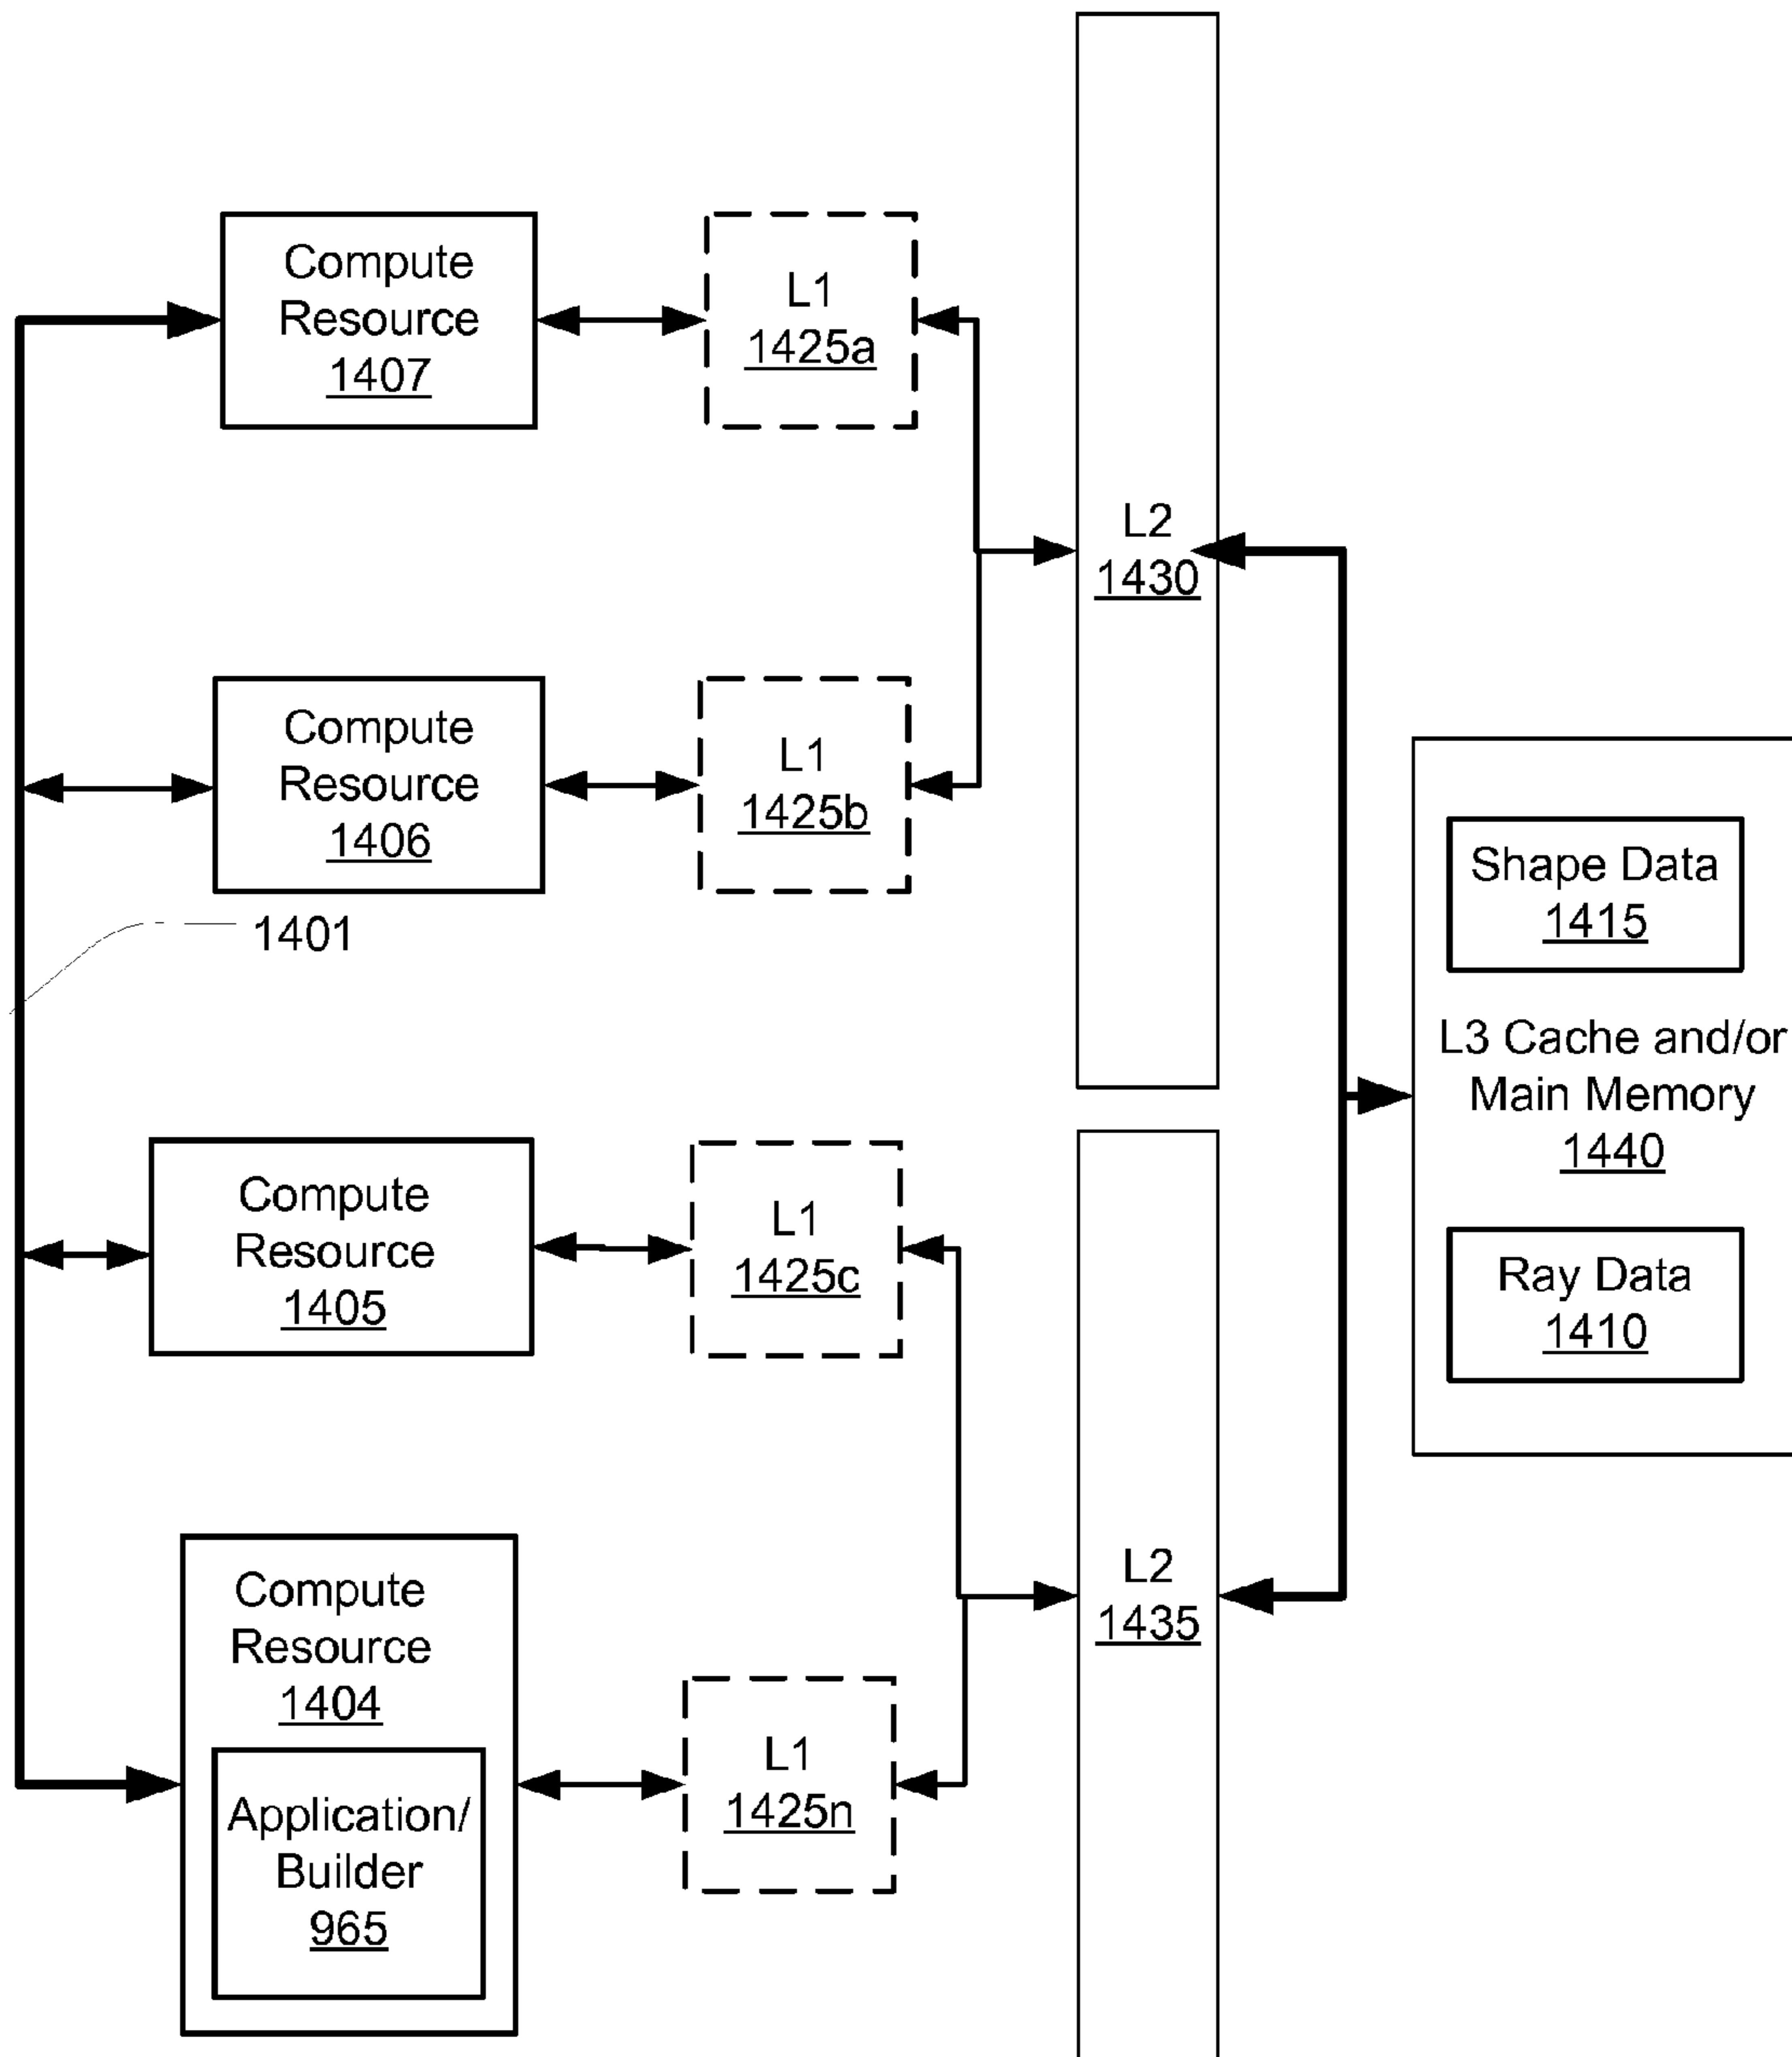 Compute
Resource
1407
L1
1425a
L2
1430
Compute
Resource
1406
L1
1425b
1401
Shape Data
1415
L3 Cache and/or
Main Memory
1440
Ray Data
1410
Compute
Resource
1405
L1
1425c
L2
1435
Compute
Resource
1404
Application/
Builder
965
L1
1425n